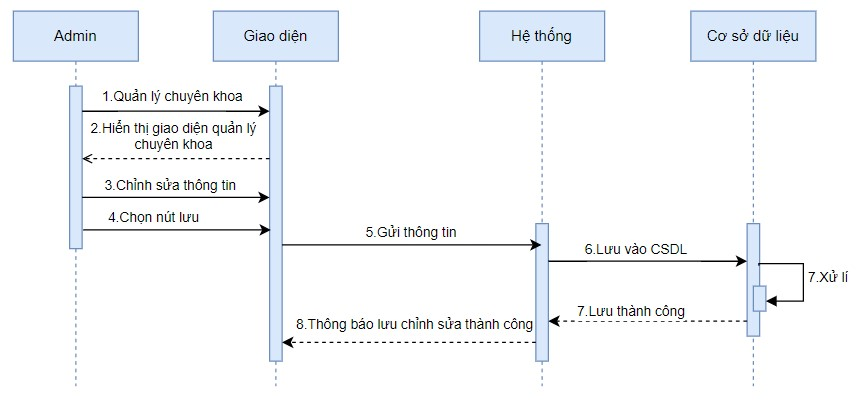 Admin
Giao diện
Hệ thống
Cơ sở dữ liệu
1.Quản lý chuyên khoa
2.Hiển thị giao diện quản lý
chuyên khoa
3.Chỉnh sửa thông tin
4.Chọn nút lưu
5.Gửi thông tin
6.Lưu vào CSDL
7.Xử lí
7.Lưu thành công
8.Thông báo lưu chỉnh sửa thành công